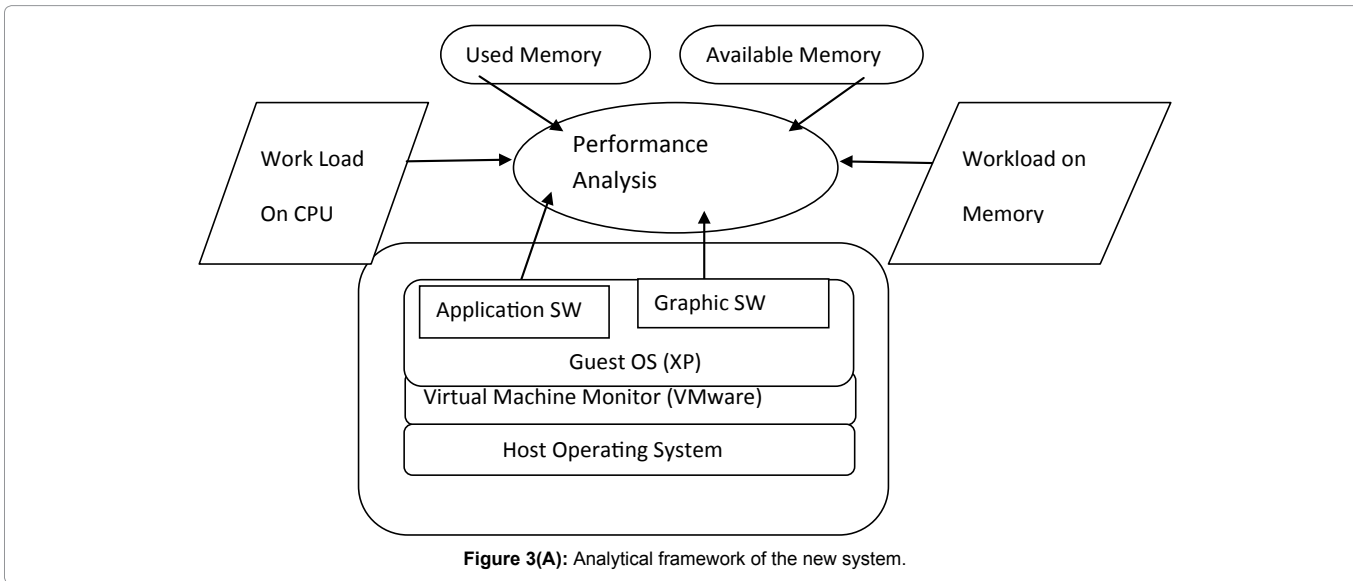 Used Memory
Available Memory
Performance
Analysis
Work Load
On CPU
Workload on
Memory
Application SW
Graphic SW
Guest OS (XP)
Virtual Machine Monitor (VMware)
Host Operating System
Figure 3(A): Analytical framework of the new system.